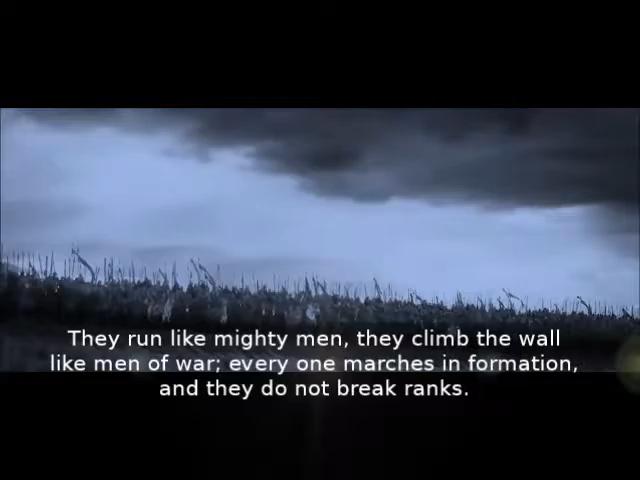 They run like mighty men, they climb the wall
like men of war; every one marches in formation,
and they do not break ranks.